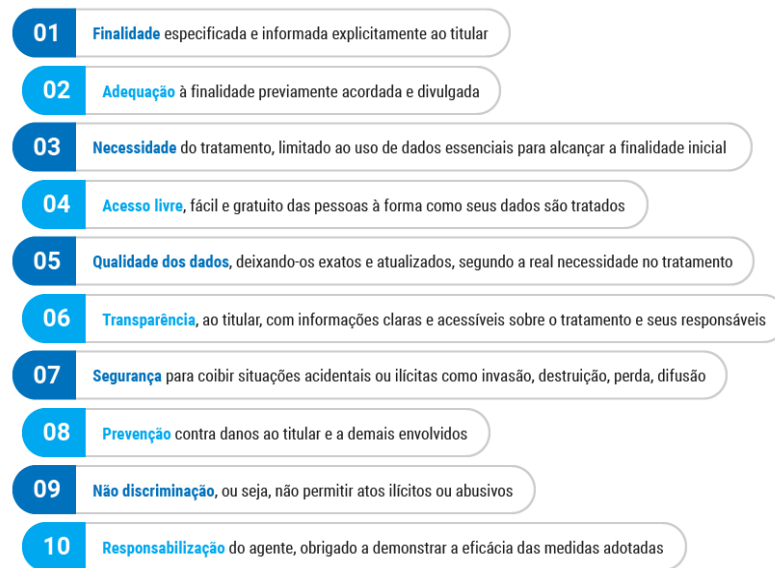 01 Finalidade especificada e informada explicitamente ao titular
02 Adequação à finalidade previamente acordada e divulgada
03 Necessidade do tratamento, limitado ao uso de dados essenciais para alcançar a finalidade inicial
04 Acesso livre, fácil e gratuito das pessoas à forma como seus dados são tratados
05 Qualidade dos dados, deixando-os exatos e atualizados, segundo a real necessidade no tratamento
06 Transparência, ao titular, com informações claras e acessíveis sobre o tratamento e seus responsáveis
07 Segurança para coibir situações acidentais ou ilícitas como invasão, destruição, perda, difusão
08 Prevenção contra danos ao titular e a demais envolvidos
09 Não discriminação, ou seja, não permitir atos ilícitos ou abusivos
10 Responsabilização do agente, obrigado a demonstrar a eficácia das medidas adotadas